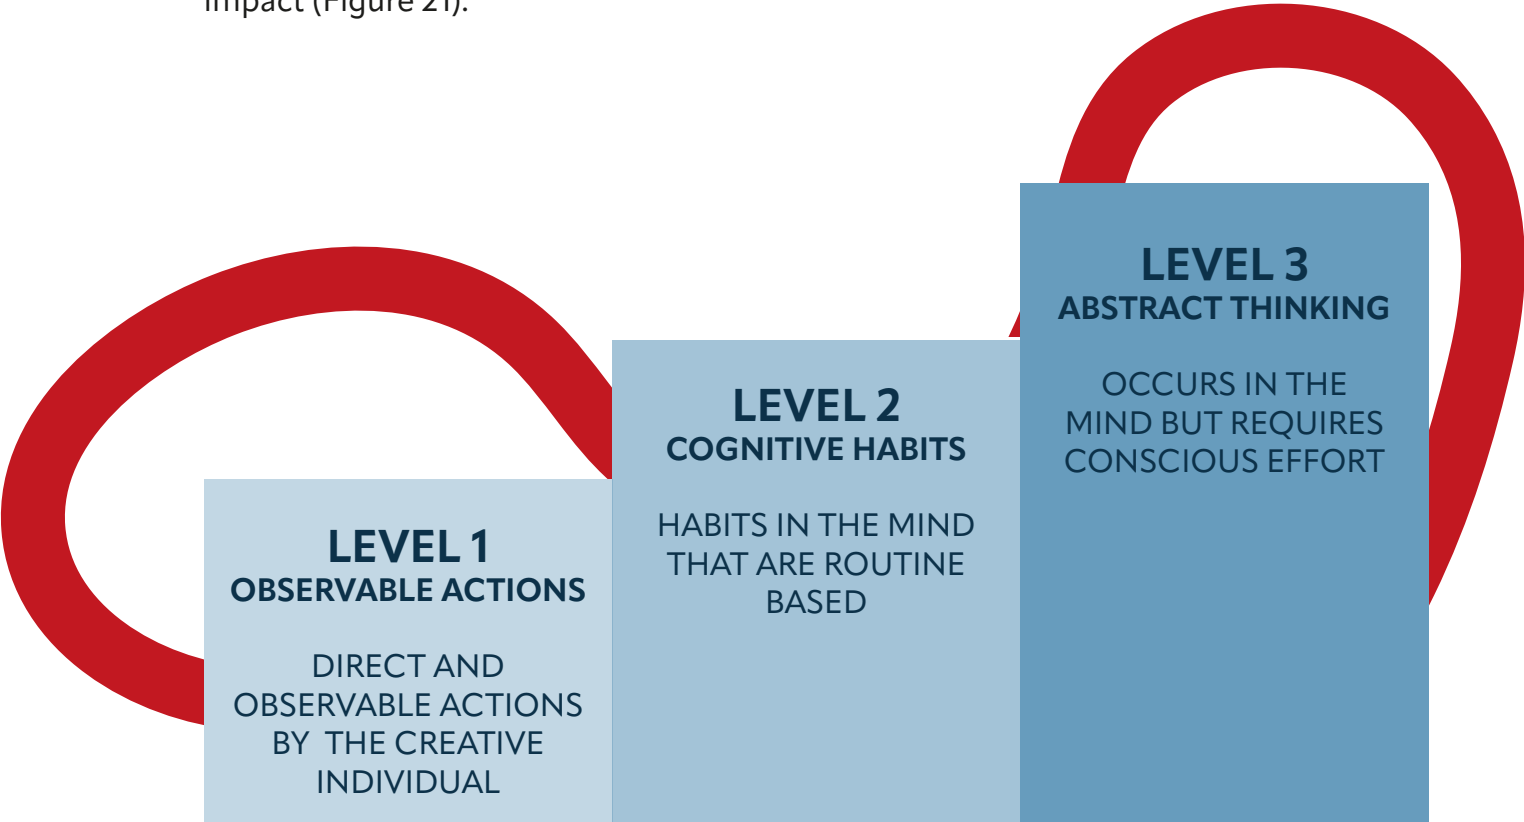 impact (Figure 21).
LEVEL 1
OBSERVABLE ACTIONS
DIRECT AND
OBSERVABLE ACTIONS
BY THE CREATIVE
INDIVIDUAL
LEVEL 2
COGNITIVE HABITS
HABITS IN THE MIND
THAT ARE ROUTINE
BASED
LEVEL 3
ABSTRACT THINKING
OCCURS IN THE
MIND BUT REQUIRES
CONSCIOUS EFFORT